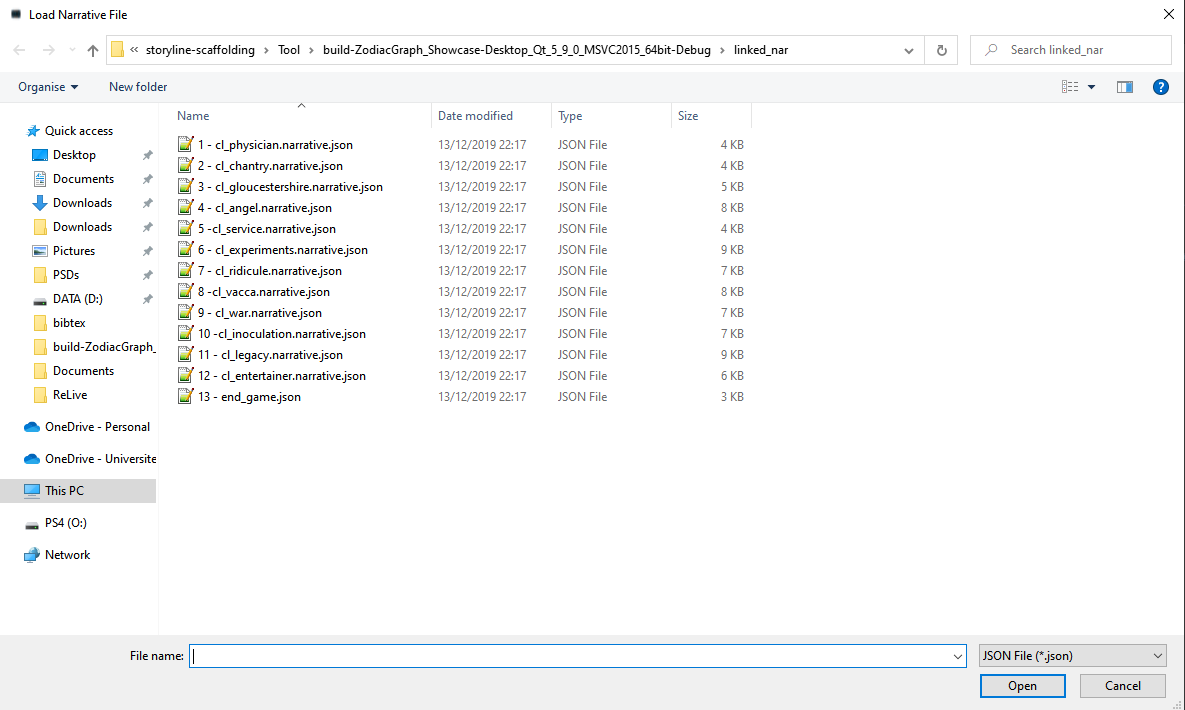 Load Narrative File
« storyline-scaffolding › Tool › build-ZodiacGraph_Showcase-Desktop_Qt_5_9_0_MSVC2015_64bit-Debug › linked_nar
Search linked_nar
Organise
New folder
Quick access
Desktop
Documents
Downloads
Downloads
Pictures
PSDs
DATA (D:)
bibtex
build-ZodiacGraph_
Documents
ReLive
OneDrive - Personal
OneDrive - Universite
This PC
PS4 (O:)
Network
Name Date modified Type Size
1 - cl_physician.narrative.json 13/12/2019 22:17 JSON File 4 KB
2 - cl_chantry.narrative.json 13/12/2019 22:17 JSON File 4 KB
3 - cl_gloucestershire.narrative.json 13/12/2019 22:17 JSON File 5 KB
4 - cl_angel.narrative.json 13/12/2019 22:17 JSON File 8 KB
5 -cl_service.narrative.json 13/12/2019 22:17 JSON File 4 KB
6 - cl_experiments.narrative.json 13/12/2019 22:17 JSON File 9 KB
7 - cl_ridicule.narrative.json 13/12/2019 22:17 JSON File 7 KB
8 -cl_vacca.narrative.json 13/12/2019 22:17 JSON File 8 KB
9 - cl_war.narrative.json 13/12/2019 22:17 JSON File 7 KB
10 -cl_inoculation.narrative.json 13/12/2019 22:17 JSON File 7 KB
11 - cl_legacy.narrative.json 13/12/2019 22:17 JSON File 9 KB
12 - cl_entertainer.narrative.json 13/12/2019 22:17 JSON File 6 KB
13 - end_game.json 13/12/2019 22:17 JSON File 3 KB
File name:
JSON File (*.json)
Open
Cancel